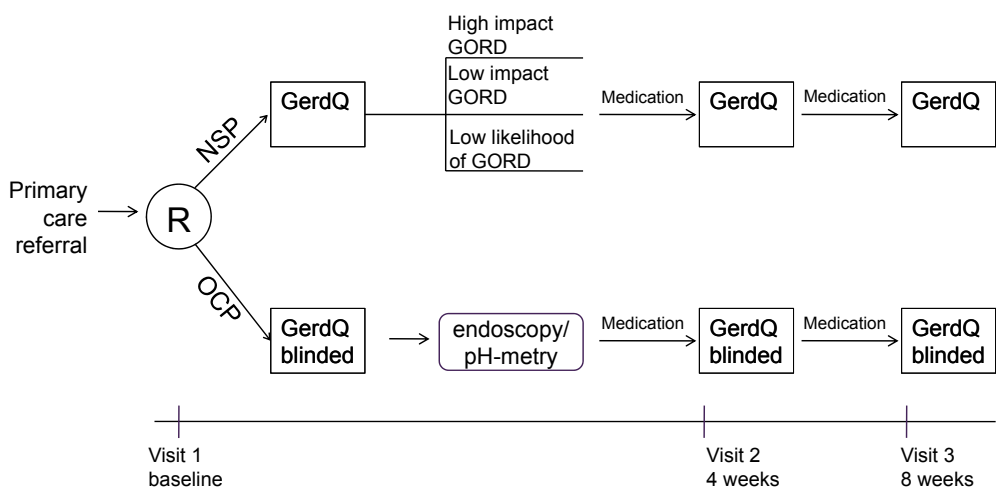 Primary
care
referral
R
NSP
OCP
GerdQ
High impact
GORD
Low impact
GORD
Low likelihood
of GORD
Medication
GerdQ
Medication
GerdQ
GerdQ
blinded
endoscopy/
pH-metry
Medication
GerdQ
blinded
Medication
GerdQ
blinded
Visit 1
baseline
Visit 2
4 weeks
Visit 3
8 weeks